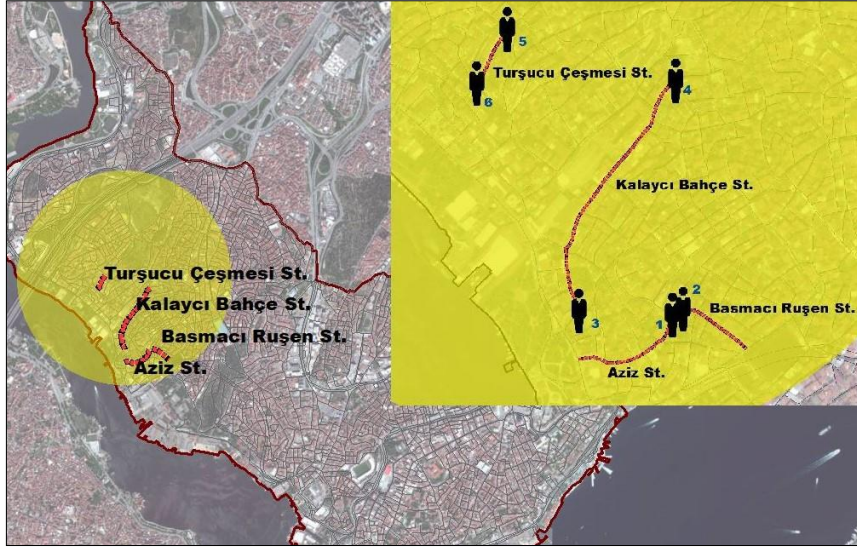 Turşucu Çeşmesi St.
Kalaycı Bahçe St.
Basmacı Ruşen St.
Aziz St.
5
Turşucu Çeşmesi St.
6
4
Kalaycı Bahçe St.
2
Basmacı Ruşen St.
3
1
Aziz St.